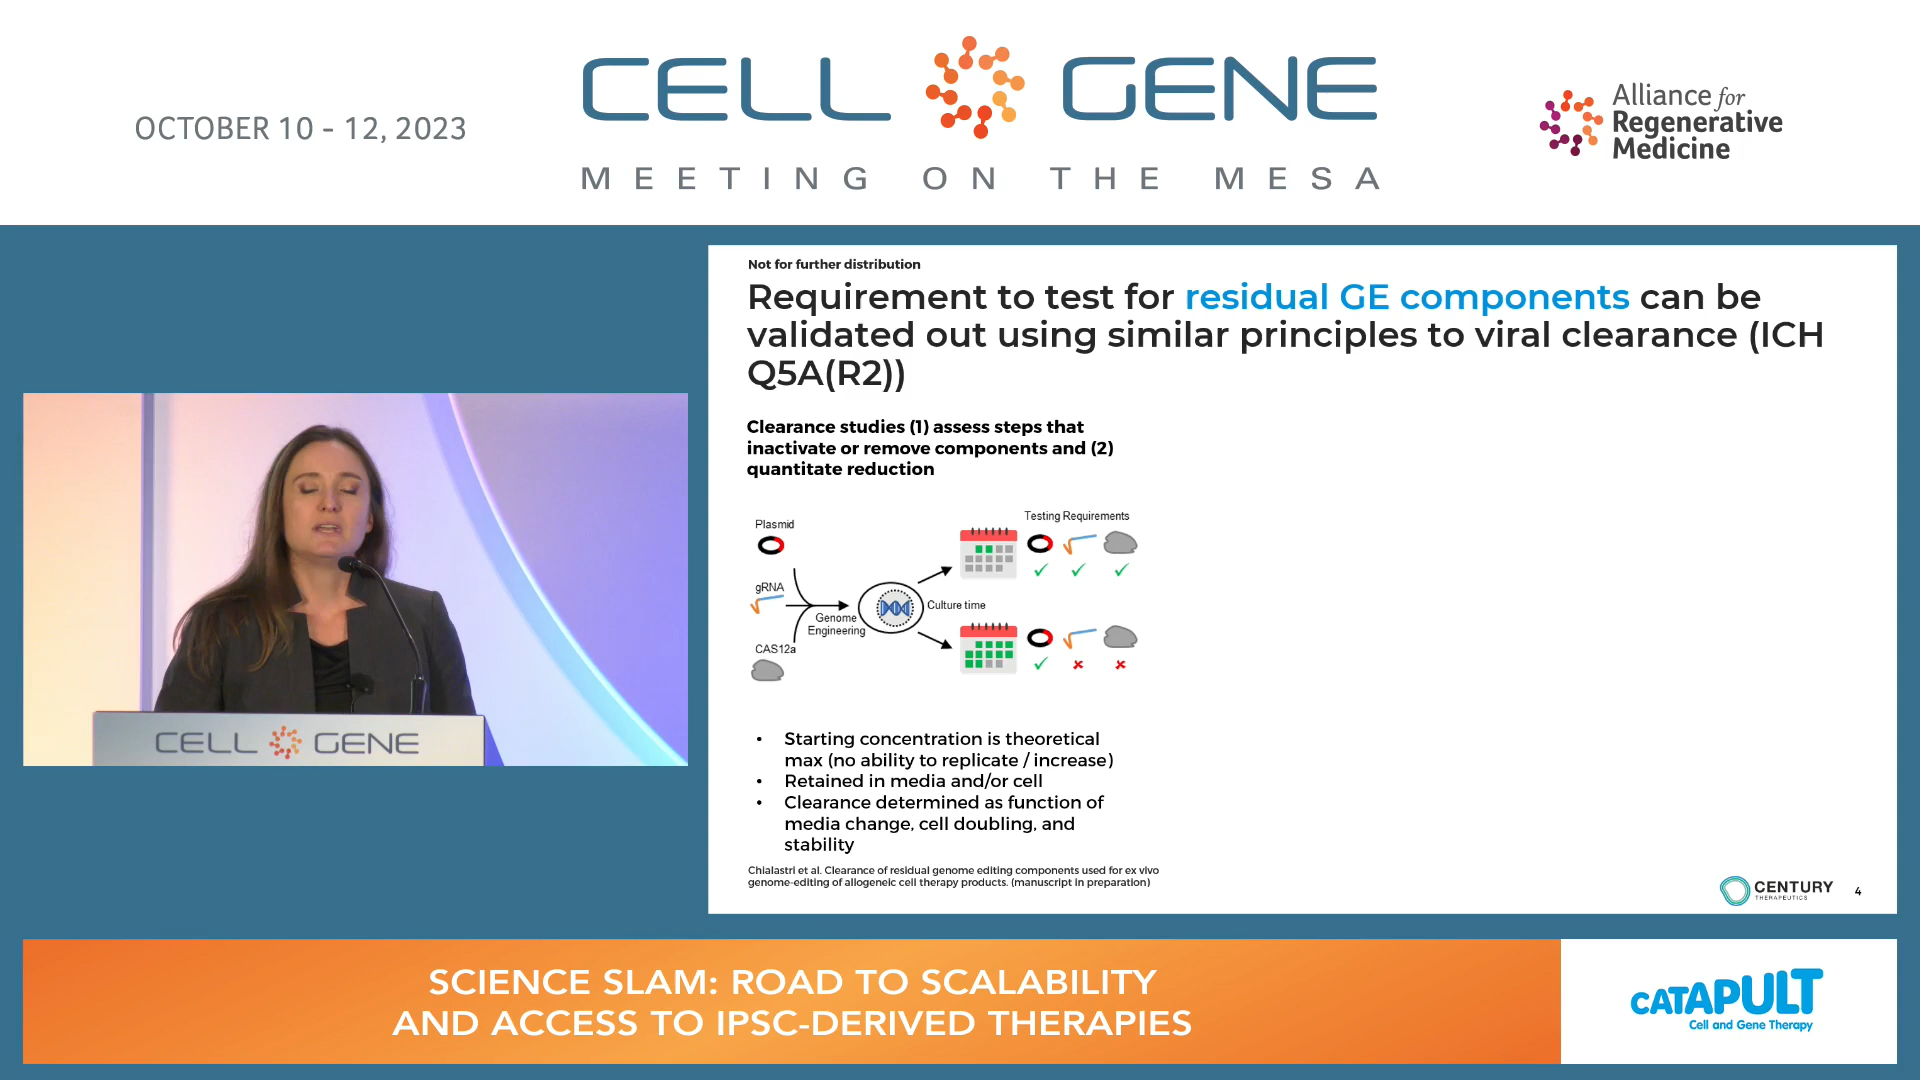 OCTOBER 10 - 12, 2023
CELL GENE
MEETING ON THE MESA
Alliance for
Regenerative
Medicine
Not for further distribution
Requirement to test for residual GE components can be
validated out using similar principles to viral clearance (ICH
Q5A(R2))
Clearance studies (1) assess steps that
inactivate or remove components and (2)
quantitate reduction
Plasmid
gRNA
CAS12a
Genome
Engineering
Culture time
Testing Requirements
• Starting concentration is theoretical
max (no ability to replicate / increase)
• Retained in media and/or cell
• Clearance determined as function of
media change, cell doubling, and
stability
Chialastri et al. Clearance of residual genome editing components used for ex vivo
genome-editing of allogeneic cell therapy products. (manuscript in preparation)
CENTURY
THERAPEUTICS
4
CELL GENE
SCIENCE SLAM: ROAD TO SCALABILITY
AND ACCESS TO IPSC-DERIVED THERAPIES
CATAPULT
Cell and Gene Therapy